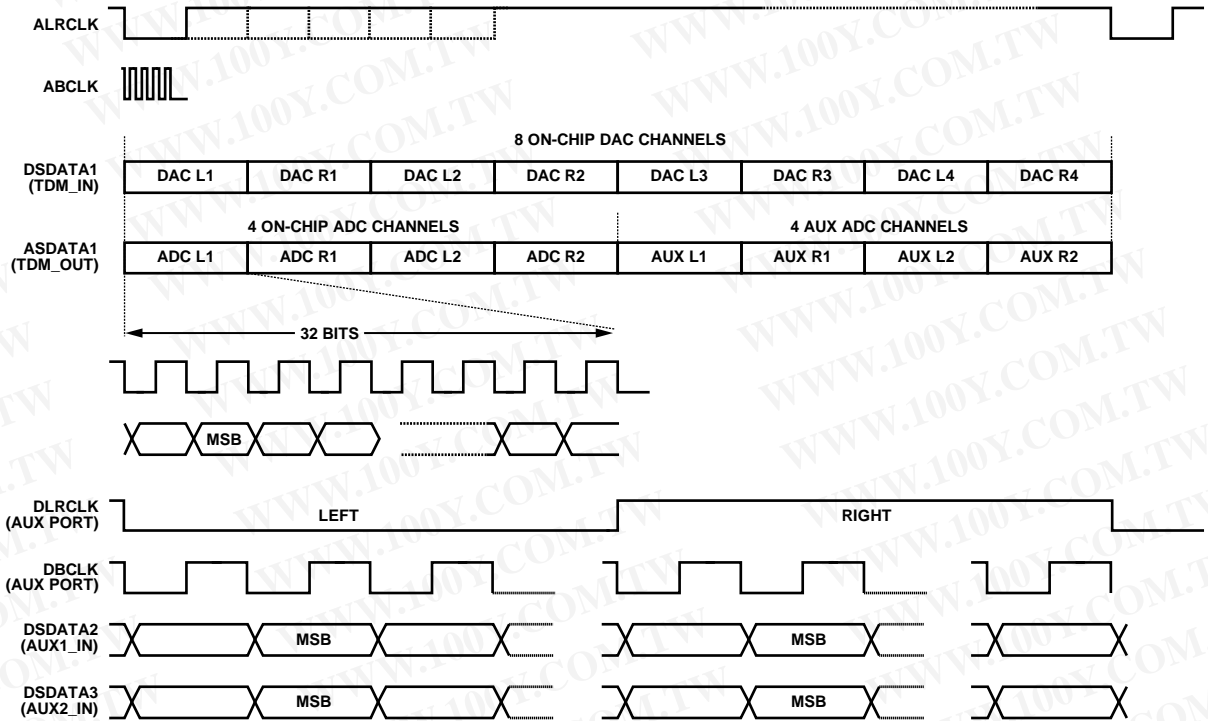 ALRCLK
ABCLK
8 ON-CHIP DAC CHANNELS
DSDATA1
(TDM_IN)
DAC L1 DAC R1 DAC L2 DAC R2 DAC L3 DAC R3 DAC L4 DAC R4
4 ON-CHIP ADC CHANNELS 4 AUX ADC CHANNELS
ASDATA1
(TDM_OUT)
ADC L1 ADC R1 ADC L2 ADC R2 AUX L1 AUX R1 AUX L2 AUX R2
32 BITS
MSB
DLRCLK
(AUX PORT)
LEFT RIGHT
DBCLK
(AUX PORT)
DSDATA2
(AUX1_IN)
MSB MSB
DSDATA3
(AUX2_IN)
MSB MSB
WWW.100Y.COM.TW